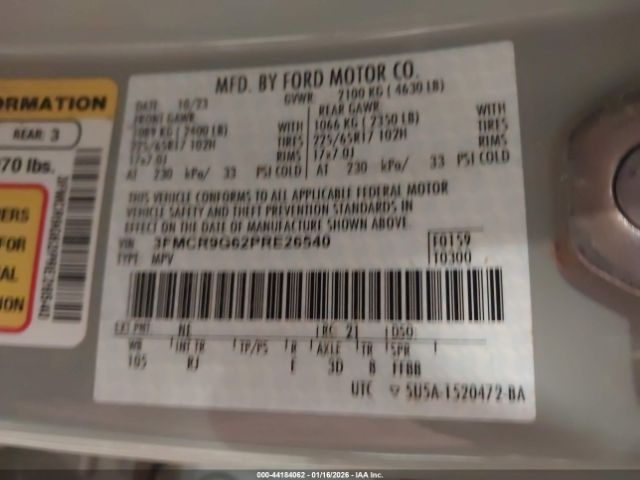 ORMATION
REAR: 3
70 lbs.
ERS
FOR
AL
ION
MFD. BY FORD MOTOR CO.
DATE 10/23 GVWR 2100 KG ( 4630 LB)
FRONT GAWR REAR GAWR
1089 KG ( 2400 LB) WITH 1066 KG ( 2350 LB) WITH
225/65R17 102H TIRES 225/65R17 102H TIRES
17x7.0J RIMS 17x7.0J RIMS
AT 230 kPa/ 33 PSI COLD AT 230 kPa/ 33 PSI COLD
THIS VEHICLE CONFORMS TO ALL APPLICABLE FEDERAL MOTOR
VEHICLE SAFETY AND THEFT PREVENTION STANDARDS IN
EFFECT ON THE DATE OF MANUFACTURE SHOWN ABOVE.
VIN 3FMCR9G62PRE26540 F0159
TYPE MPV T0300
EXT PNT NE RC 21 DSO
WB INT TR TP/PS R AXLE TR SPR
105 RJ E 3D 8 FFBB
UTC 5U5A-1520472-BA
000-44184062 - 01/16/2026 - IAA Inc.